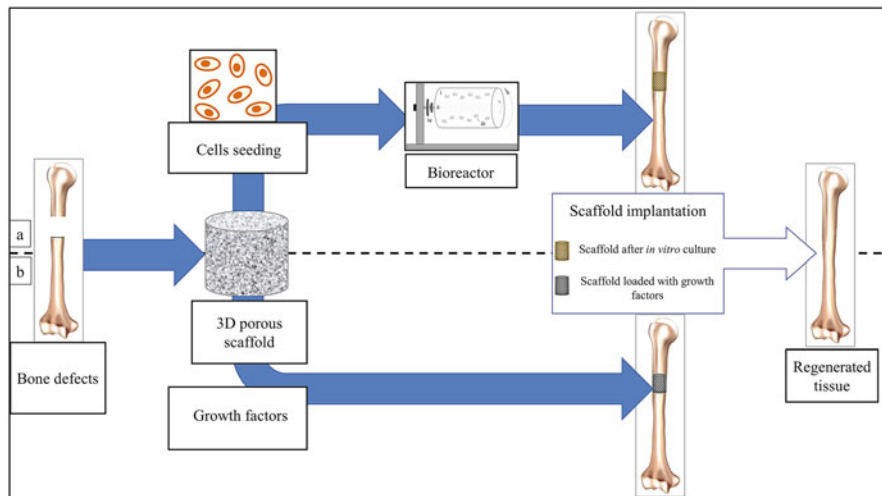 Cells seeding
Bioreactor
a
b
Bone defects
3D porous
scaffold
Growth factors
Scaffold implantation
Scaffold after in vitro culture
Scaffold loaded with growth
factors
Regenerated
tissue